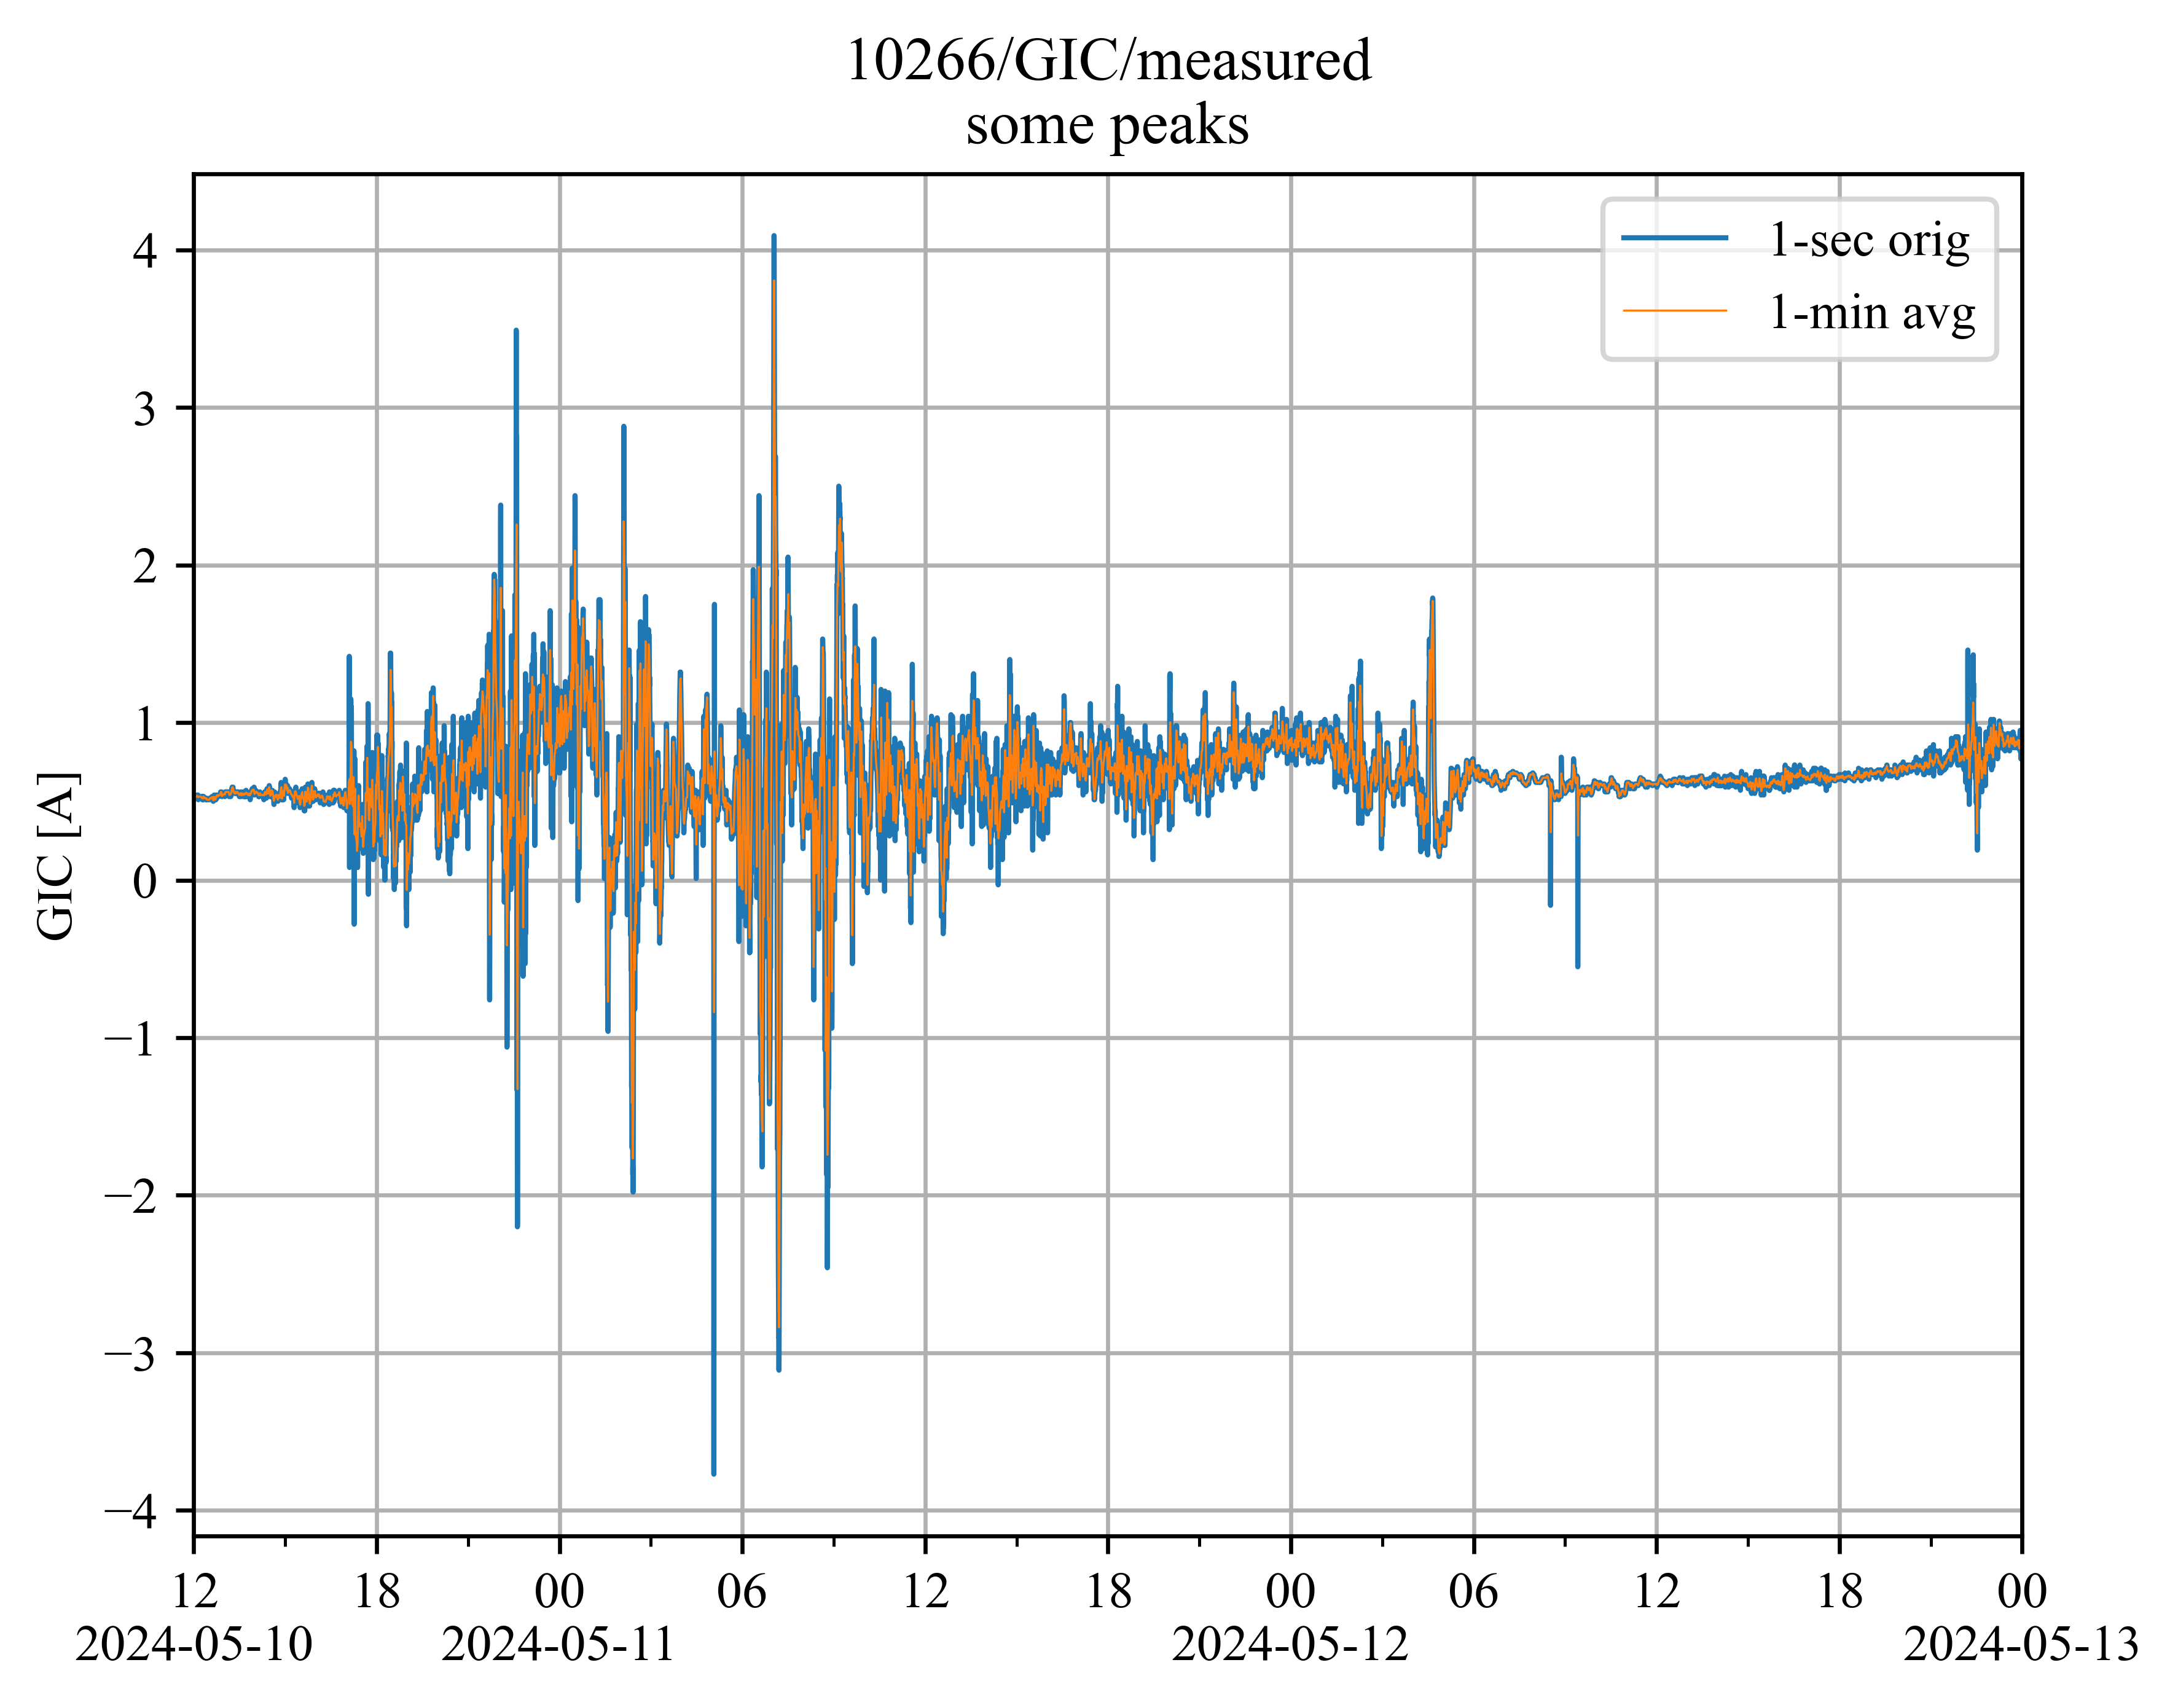 10266/GIC/measured
some peaks
1-sec orig
1-min avg
GIC [A]
4
3
2
1
0
−1
−2
−3
−4
12 18 00 06 12 18 00 06 12 18 00
2024-05-10 2024-05-11 2024-05-12 2024-05-13